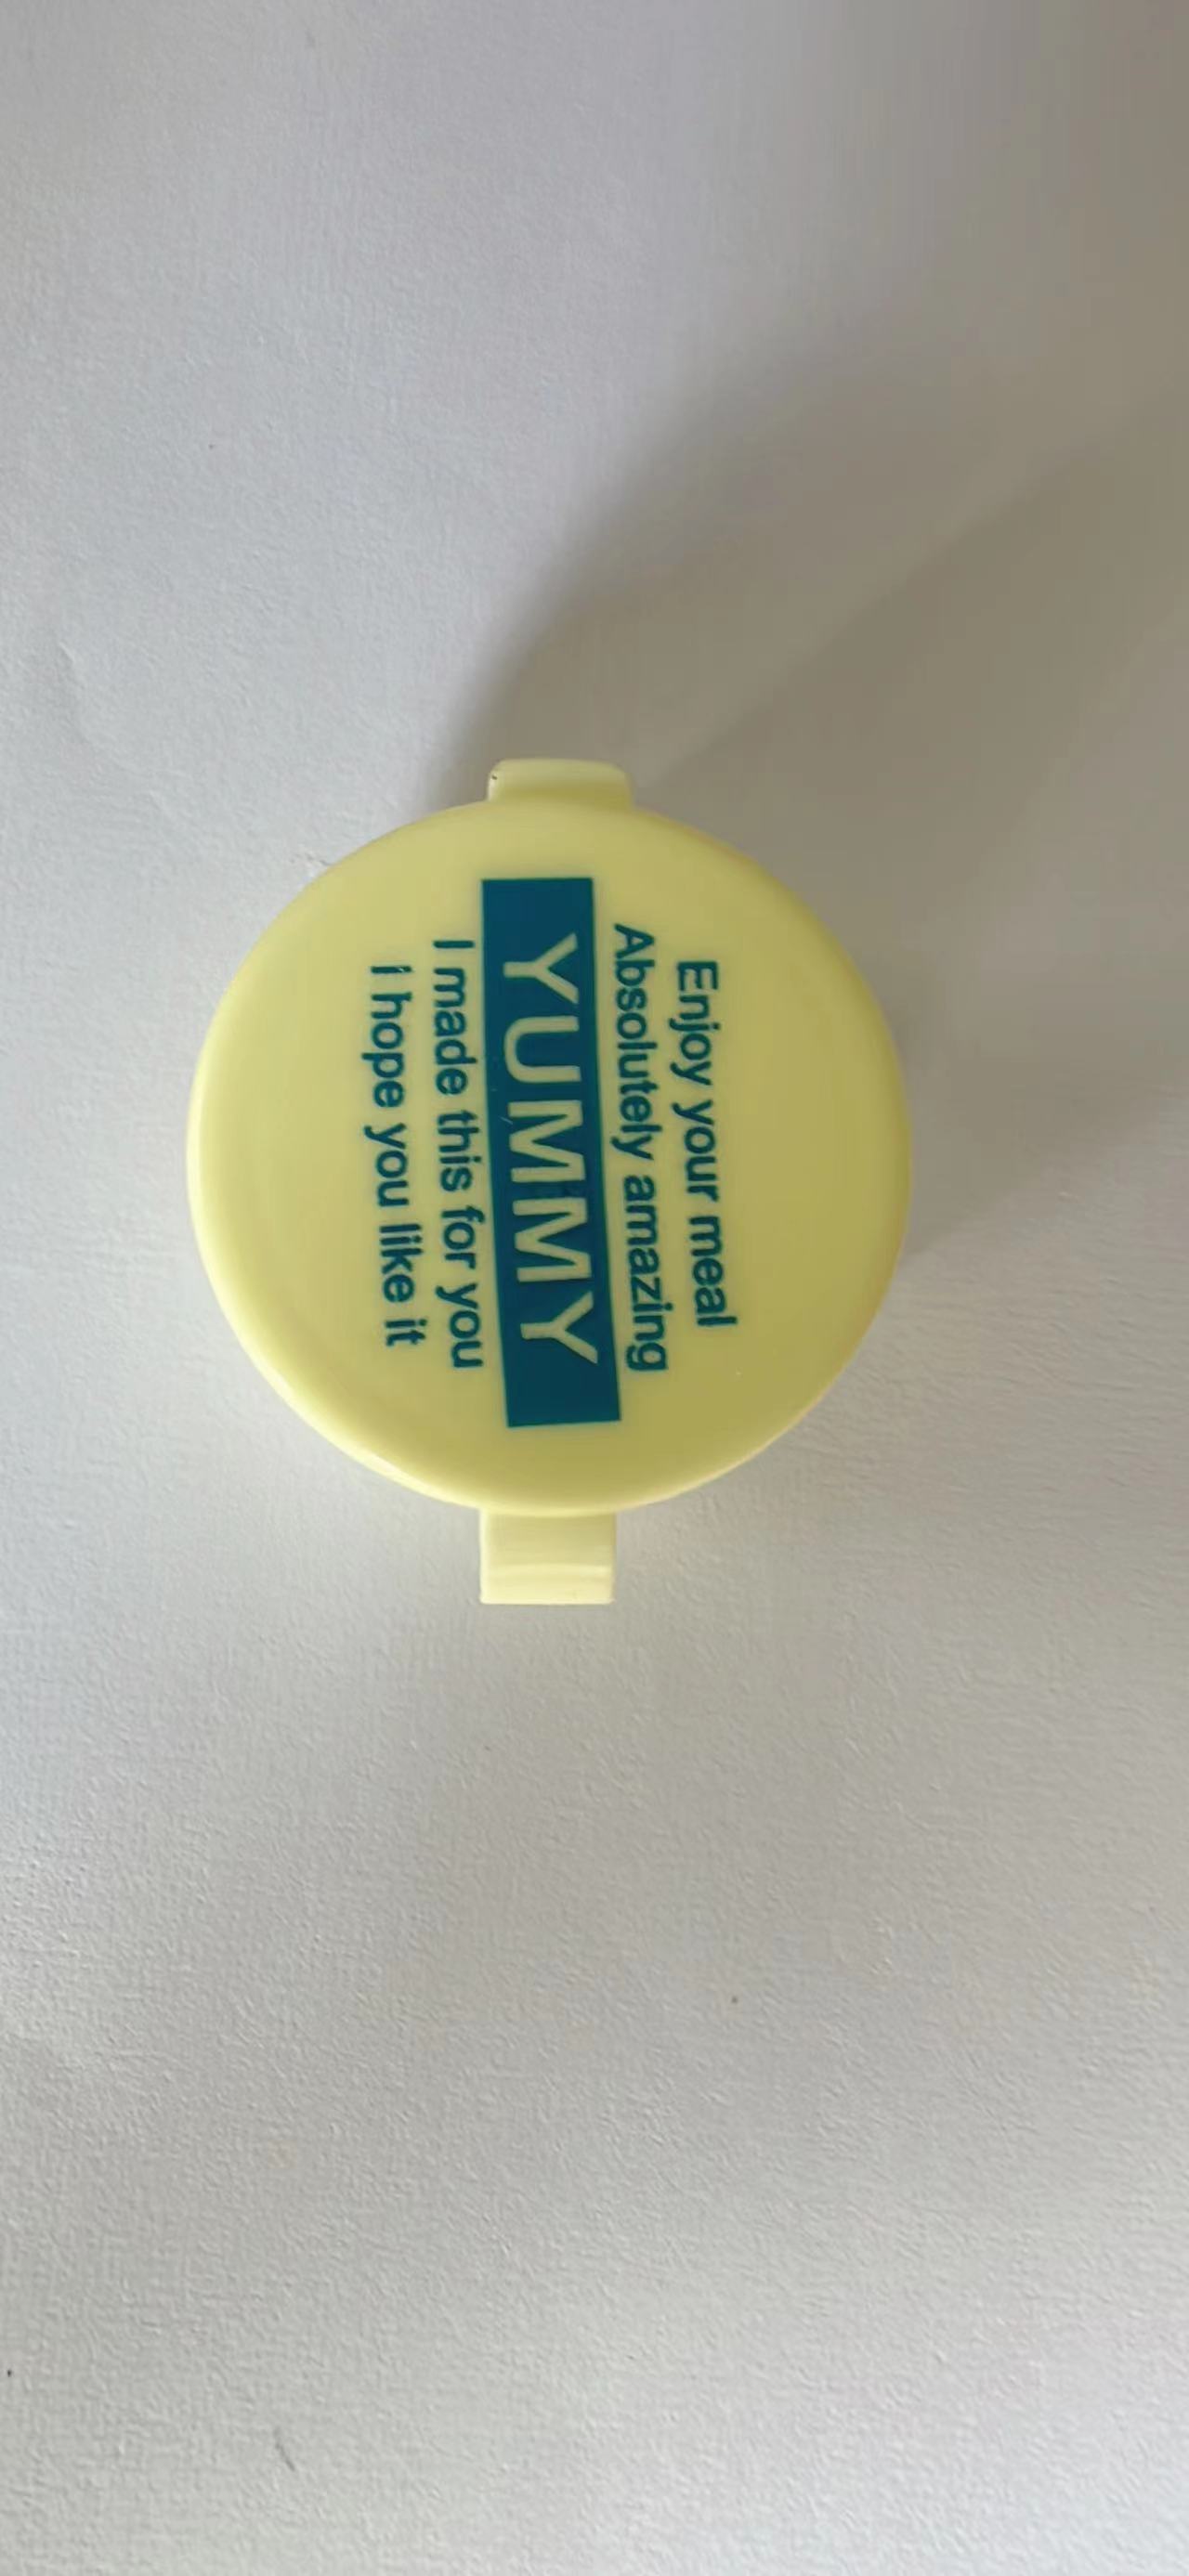 Enjoy your meal
Absolutely amazing
YUMMY
I made this for you
I hope you like it